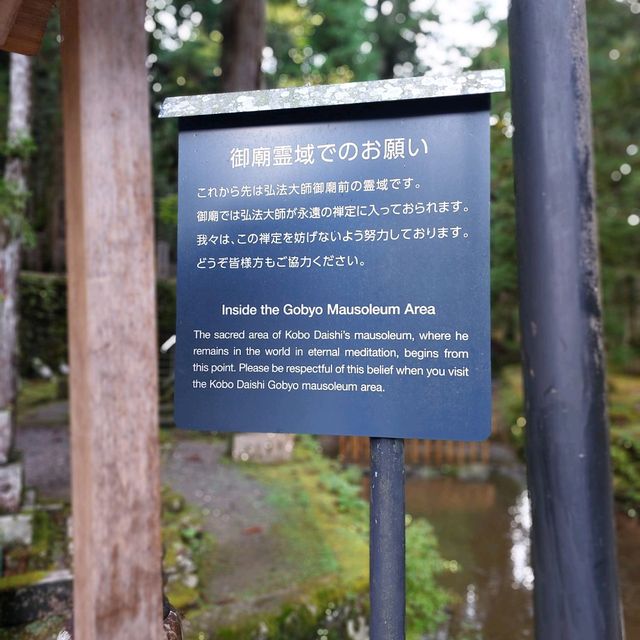 御廟霊域でのお願い
これから先は弘法大師御廟前の霊域です。
御廟では弘法大師が永遠の禅定に入っておられます。
我々は、この禅定を妨げないよう努力しております。
どうぞ皆様方もご協力ください。
Inside the Gobyo Mausoleum Area
The sacred area of Kobo Daishi's mausoleum, where he
remains in the world in eternal meditation, begins from
this point. Please be respectful of this belief when you visit
the Kobo Daishi Gobyo mausoleum area.